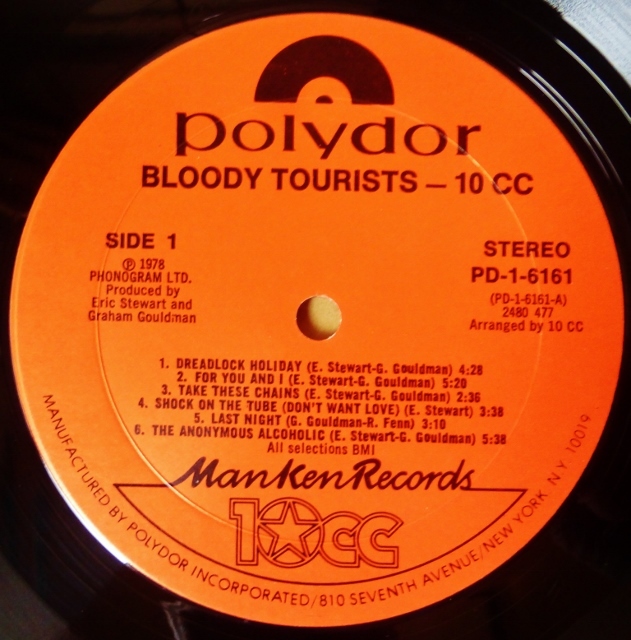 polydor
BLOODY TOURISTS – 10 CC
SIDE 1
Ⓟ 1978
PHONOGRAM LTD.
Produced by
Eric Stewart and
Graham Gouldman
STEREO
PD-1-6161
(PD-1-6161-A)
2480 477
Arranged by 10 CC
1. DREADLOCK HOLIDAY (E. Stewart-G. Gouldman) 4:28
2. FOR YOU AND I (E. Stewart-G. Gouldman) 5:20
3. TAKE THESE CHAINS (E. Stewart-G. Gouldman) 2:36
4. SHOCK ON THE TUBE (DON'T WANT LOVE) (E. Stewart) 3:38
5. LAST NIGHT (G. Gouldman-R. Fenn) 3:10
6. THE ANONYMOUS ALCOHOLIC (E. Stewart-G. Gouldman) 5:38
All selections BMI
ManKenRecords
10CC
MANUFACTURED BY POLYDOR INCORPORATED/810 SEVENTH AVENUE/NEW YORK. N.Y. 10019